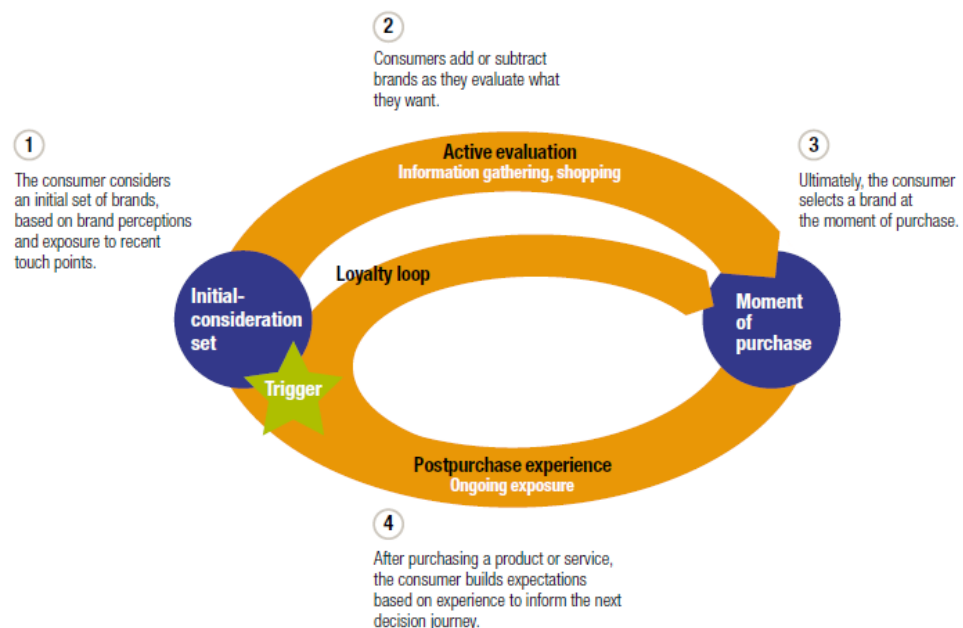 2
Consumers add or subtract
brands as they evaluate what
they want.
1
The consumer considers
an initial set of brands,
based on brand perceptions
and exposure to recent
touch points.
Active evaluation
Information gathering, shopping
3
Ultimately, the consumer
selects a brand at
the moment of purchase.
Loyalty loop
Initial-
consideration
set
Moment
of
purchase
Trigger
Postpurchase experience
Ongoing exposure
4
After purchasing a product or service,
the consumer builds expectations
based on experience to inform the next
decision journey.